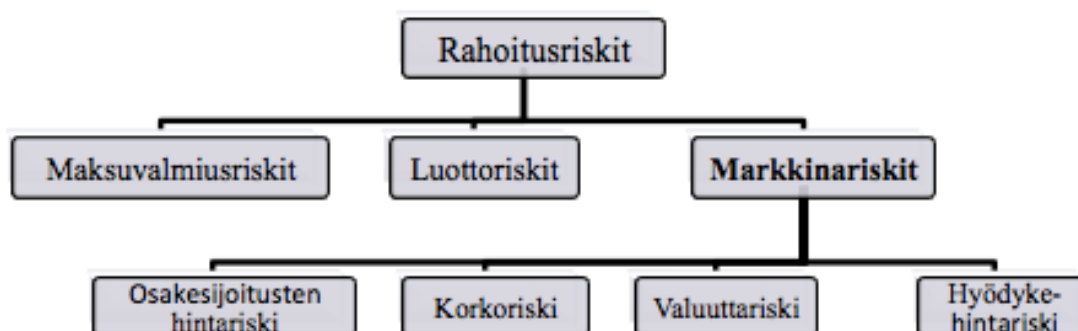 Rahoitusriskit
Maksuvalmiusriskit
Luottoriskit
Markkinariskit
Osakesijoitusten
hintariski
Korkoriski
Valuuttariski
Hyödyke-
hintariski